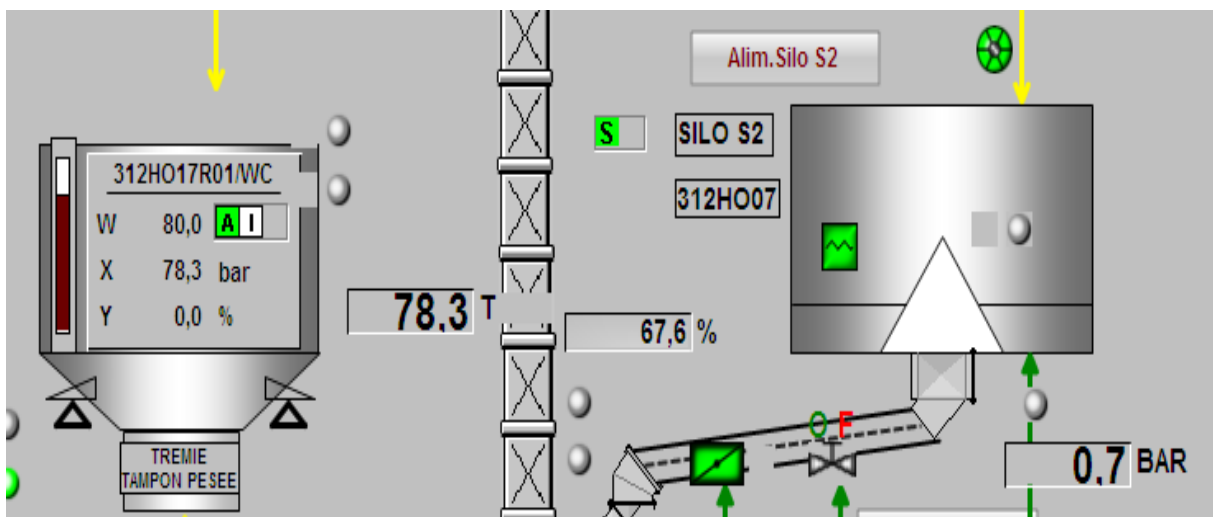 Alim.Silo S2
S
SILO S2
312HO07
312HO17R01/WC
W 80,0 A I
X 78,3 bar
Y 0,0 %
78,3 T
67,6 %
O F
0,7 BAR
TREMIE
TAMPON PESEE